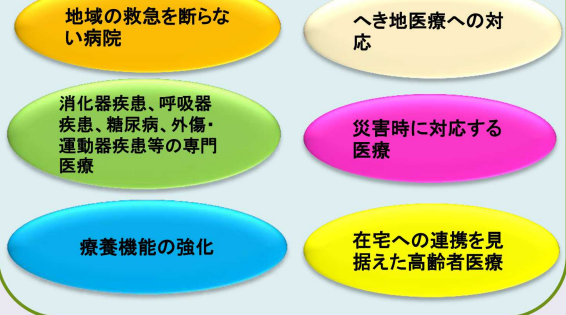 地域の救急を断らな
い病院
へき地医療への対
応
消化器疾患、呼吸器
疾患、糖尿病、外傷・
運動器疾患等の専門
医療
災害時に対応する
医療
療養機能の強化
在宅への連携を見
据えた高齢者医療